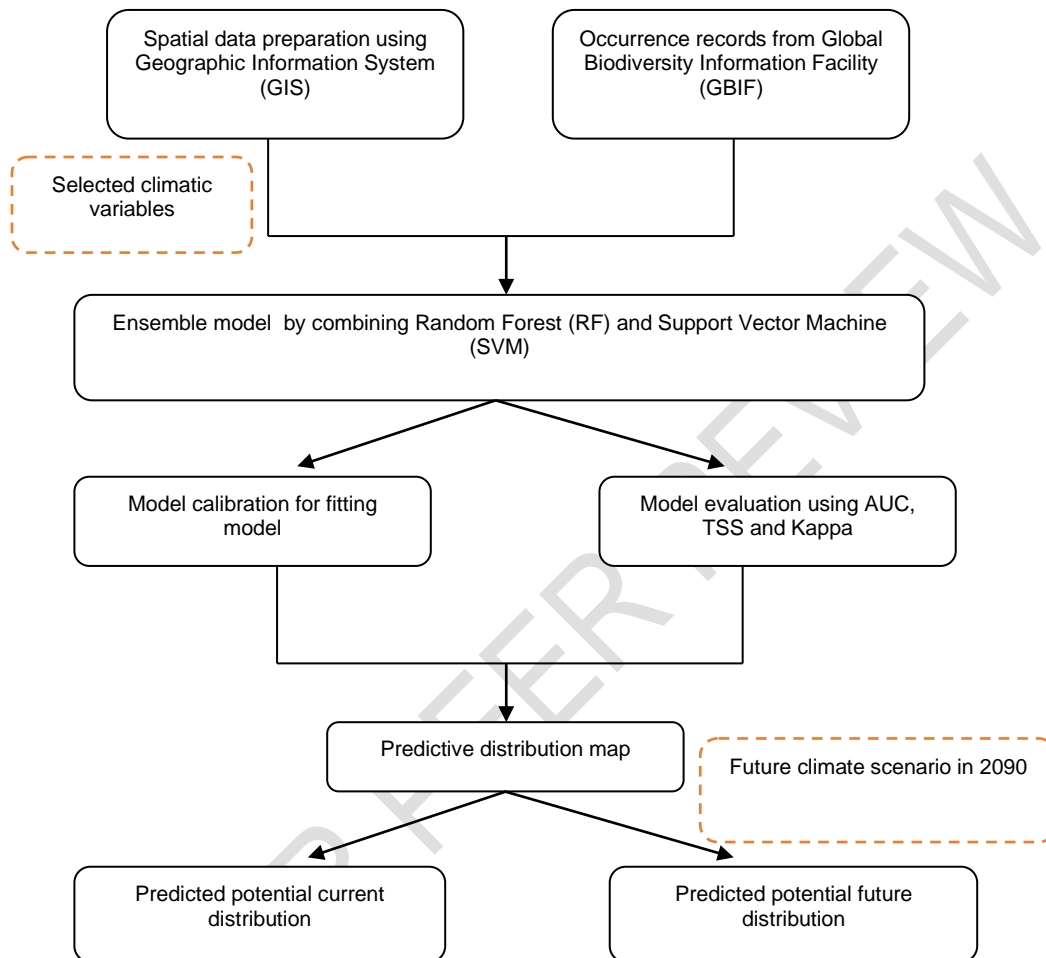 Spatial data preparation using
Geographic Information System
(GIS)
Occurrence records from Global
Biodiversity Information Facility
(GBIF)
Selected climatic
variables
Ensemble model  by combining Random Forest (RF) and Support Vector Machine
(SVM)
Model calibration for fitting
model
Model evaluation using AUC,
TSS and Kappa
Predictive distribution map
Future climate scenario in 2090
Predicted potential current
distribution
Predicted potential future
distribution
R PEER REVIEW